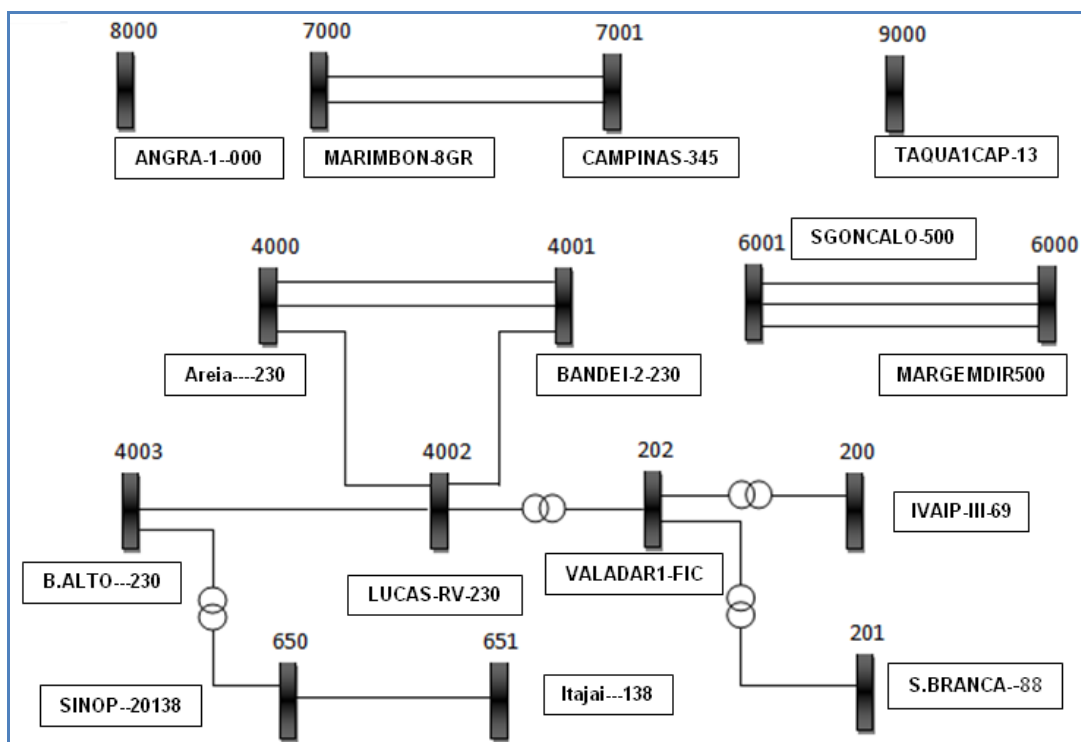 8000
7000
7001
9000
ANGRA-1--000
MARIMBON-8GR
CAMPINAS-345
TAQUA1CAP-13
SGONCALO-500
4000
4001
6001
6000
Areia----230
BANDEI-2-230
MARGEMDIR500
4003
4002
202
200
IVAIP-III-69
B.ALTO---230
LUCAS-RV-230
VALADAR1-FIC
650
651
201
SINOP--20138
Itajai---138
S.BRANCA--88